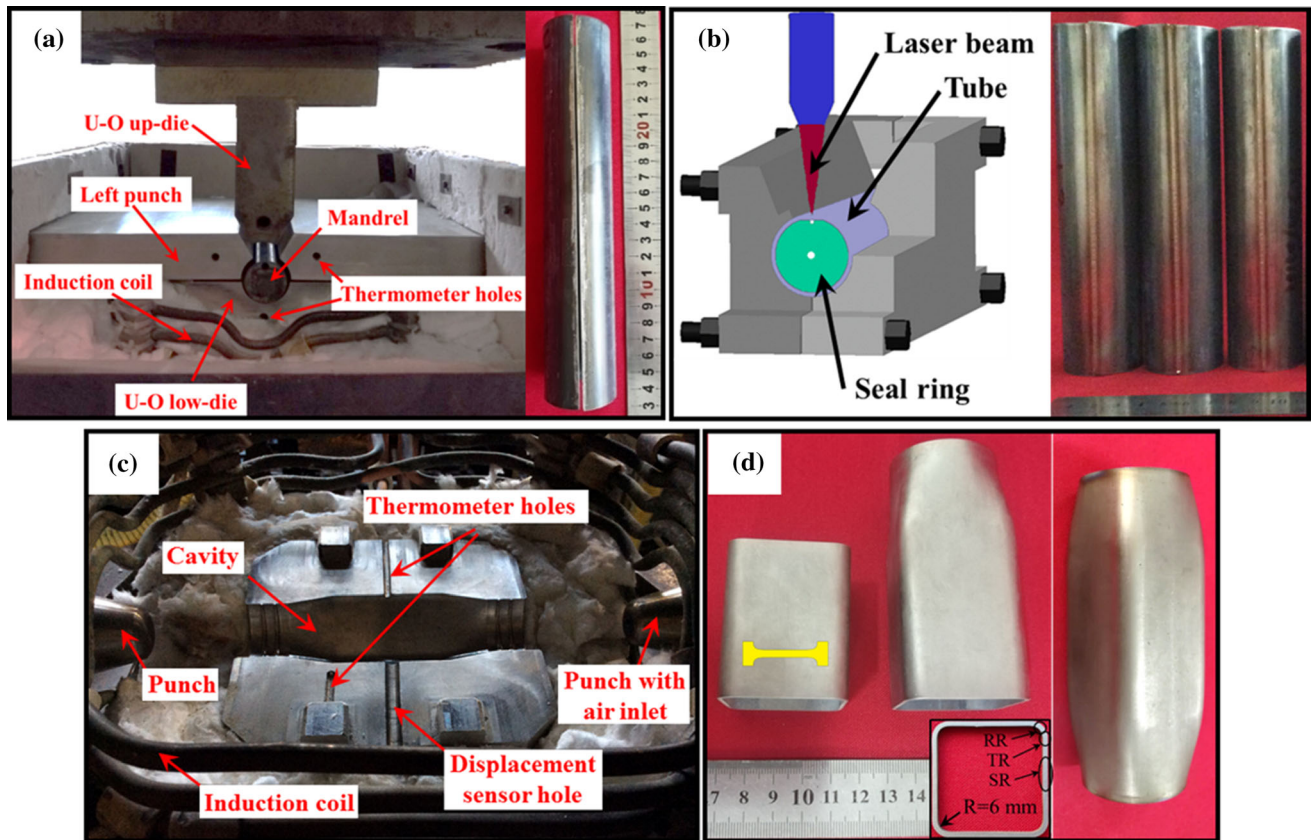 (a)
U-O up-die
Left punch
Mandrel
Induction coil
Thermometer holes
U-O low-die
(b)
Laser beam
Tube
Seal ring
(c)
Thermometer holes
Cavity
Punch
Punch with
air inlet
Induction coil
Displacement
sensor hole
(d)
RR
TR
SR
R=6 mm
7 8 9 10 11 12 13 14